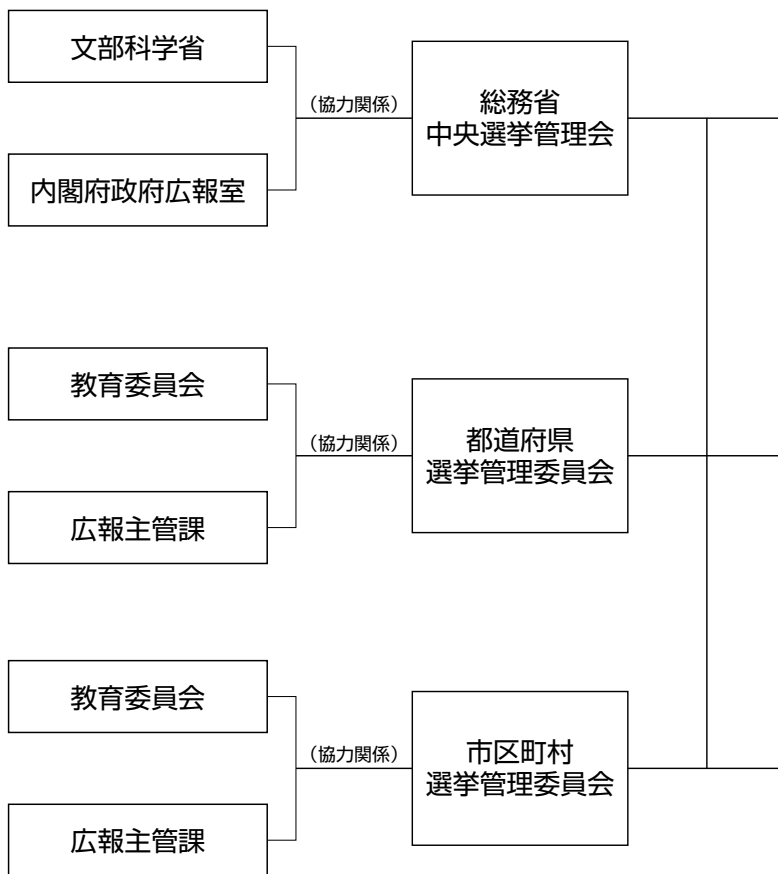 文部科学省
(協力関係)
総務省
中央選挙管理会
内閣府政府広報室
教育委員会
(協力関係)
都道府県
選挙管理委員会
広報主管課
教育委員会
(協力関係)
市区町村
選挙管理委員会
広報主管課